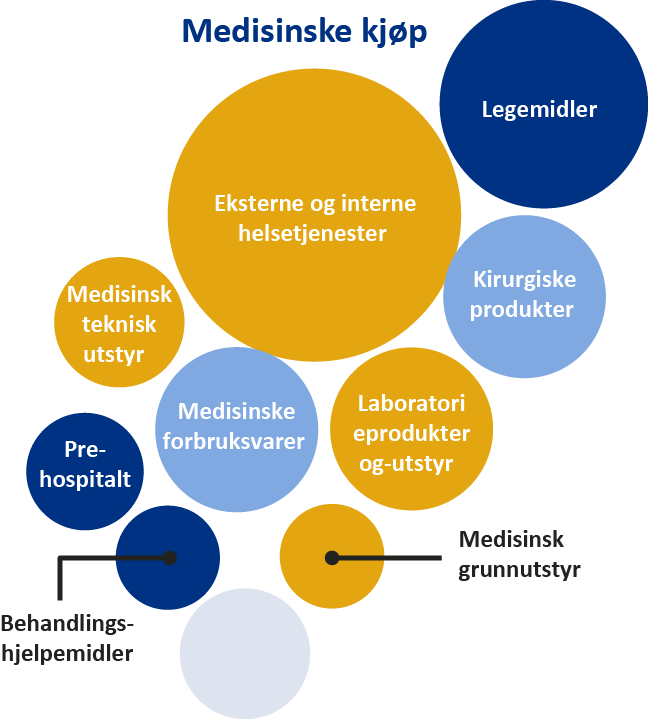 Medisinske kjøp
Legemidler
Eksterne og interne
helsetjenester
Kirurgiske
produkter
Medisinsk
teknisk
utstyr
Medisinske
forbruksvarer
Laboratori
eprodukter
og-utstyr
Pre-
hospitalt
Medisinsk
grunnutstyr
Behandlings-
hjelpemidler